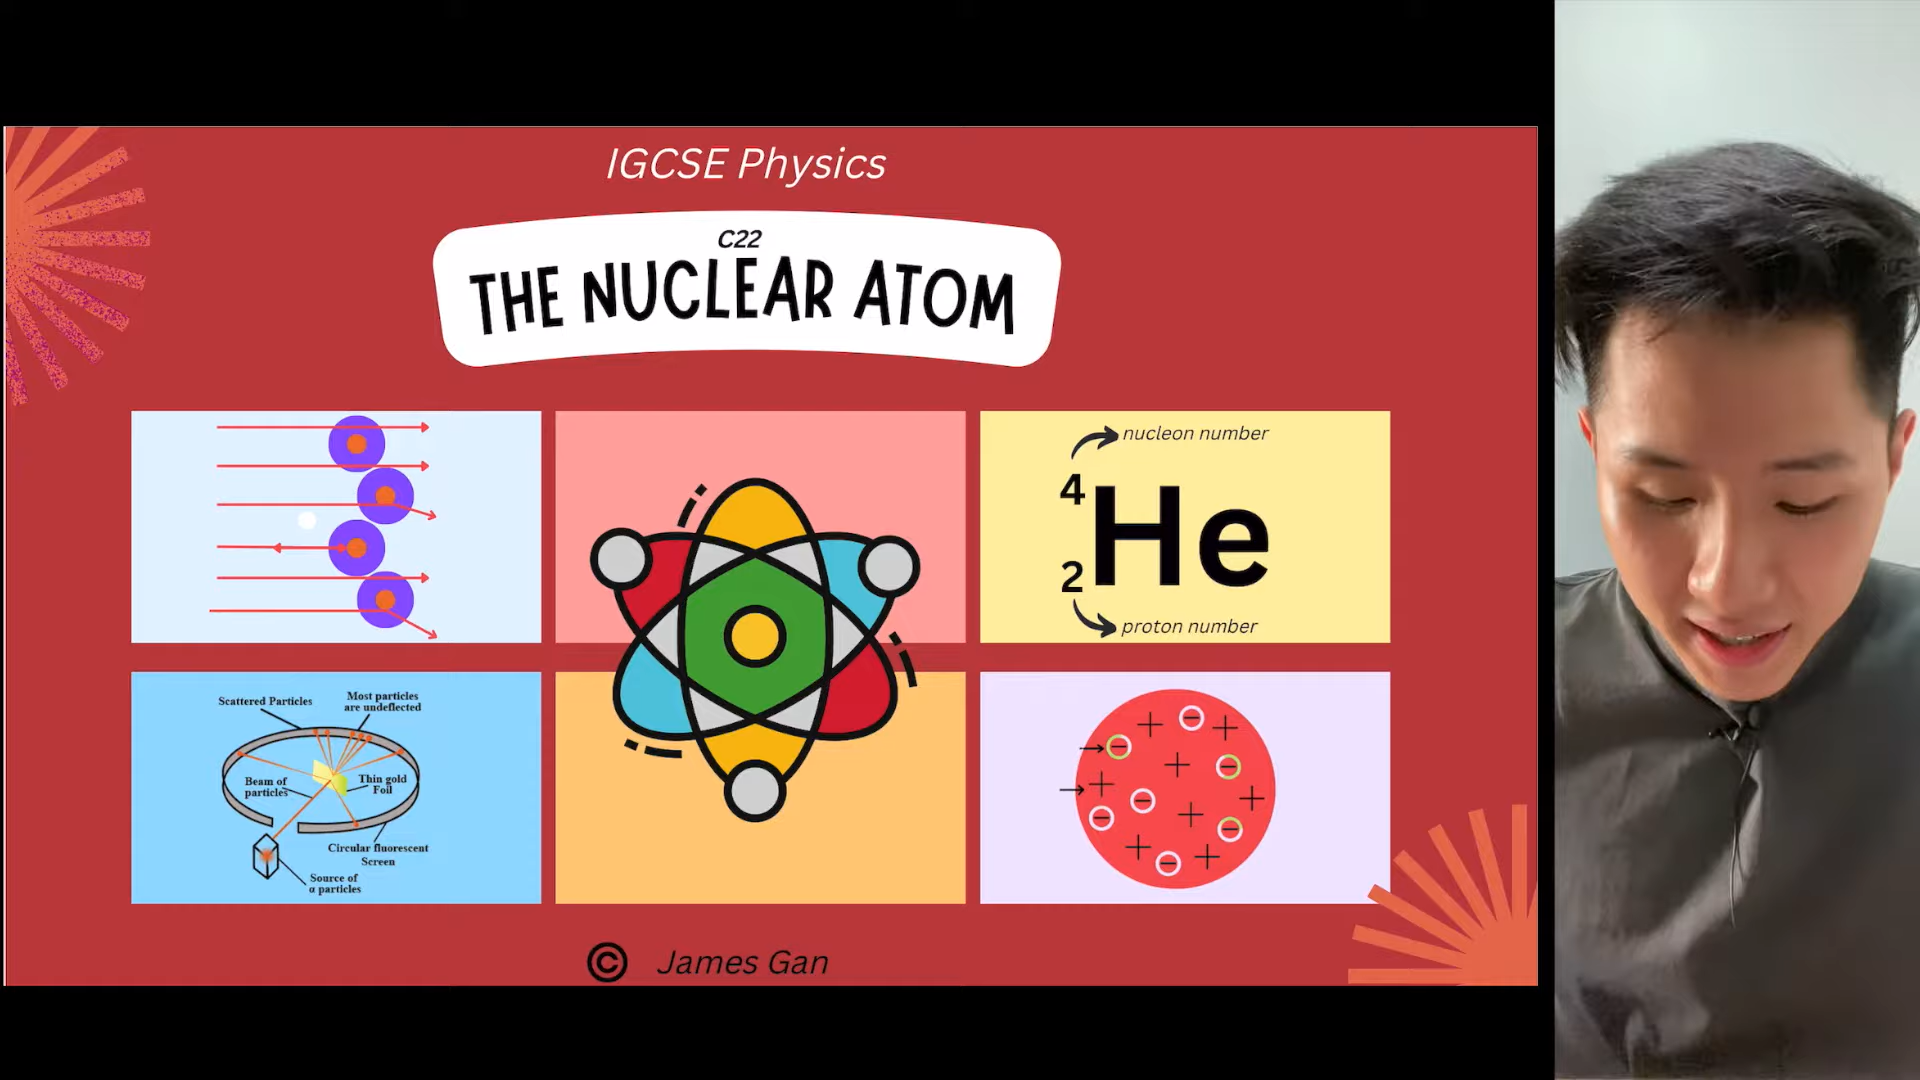 IGCSE Physics
C22
THE NUCLEAR ATOM
nucleon number
4
He
2
proton number
Scattered Particles
Most particles
are undeflected
Beam of
particles
Thin gold
Foil
Circular fluorescent
Screen
Source of
α particles
© James Gan